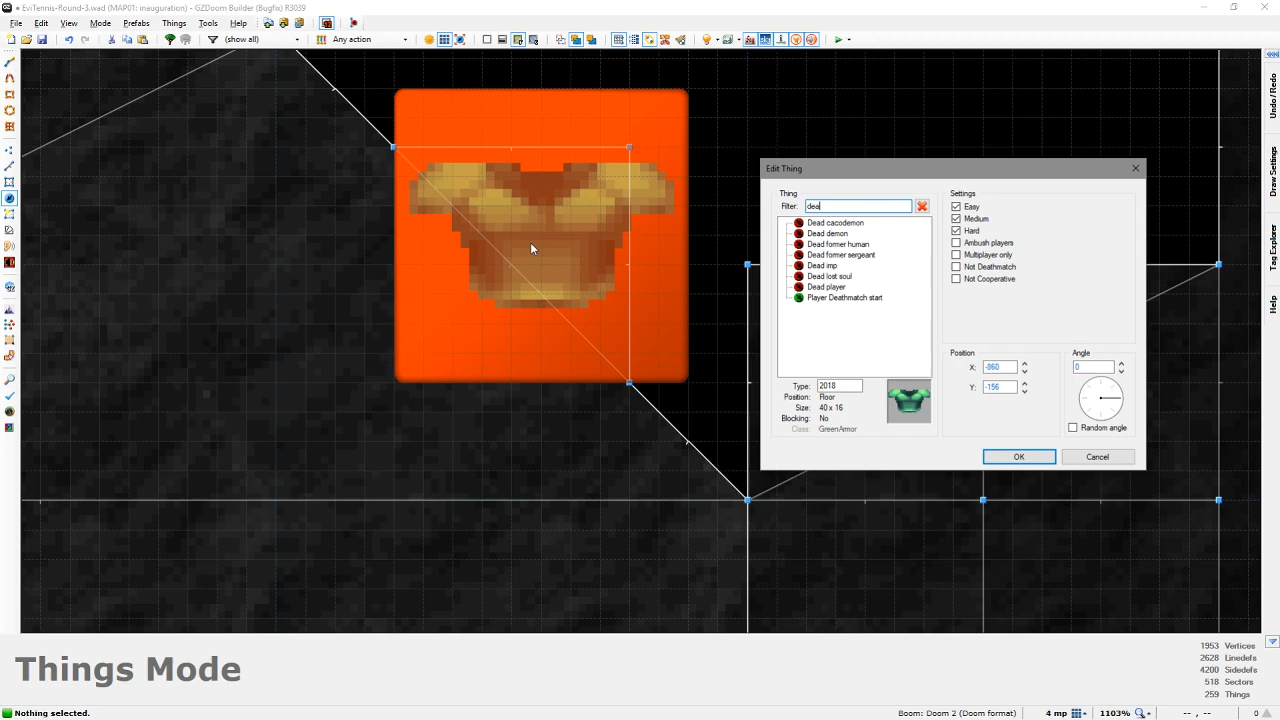 • EviTennis-Round-3.wad (MAP01: inauguration) - GZDoom Builder (Bugfix) R3039
File Edit View Mode Prefabs Things Tools Help
(show all) Any action
Undo / Redo
Draw Settings
Tag Explorer
Help
Edit Thing
Thing
Filter: dea
Dead cacodemon
Dead demon
Dead former human
Dead former sergeant
Dead imp
Dead lost soul
Dead player
Player Deathmatch start
Type: 2018
Position: Floor
Size: 40 x 16
Blocking: No
Class: GreenArmor
Settings
Easy
Medium
Hard
Ambush players
Multiplayer only
Not Deathmatch
Not Cooperative
Position
X: -860
Y: -156
Angle
0
Random angle
OK Cancel
Things Mode
1953 Vertices
2628 Linedefs
4200 Sidedefs
518 Sectors
259 Things
Nothing selected. Boom: Doom 2 (Doom format) 4 mp 1103% -- , -- 0